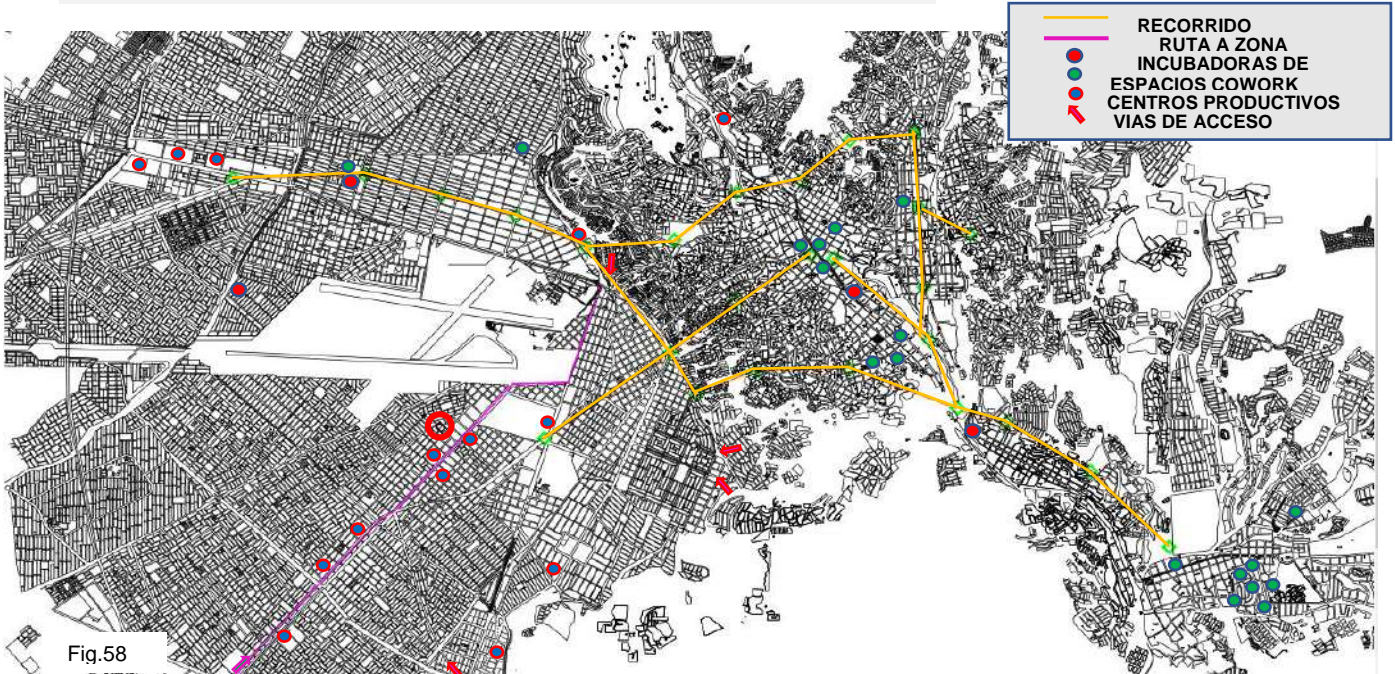 RECORRIDO
RUTA A ZONA
INCUBADORAS DE
ESPACIOS COWORK
CENTROS PRODUCTIVOS
VIAS DE ACCESO
Fig.58